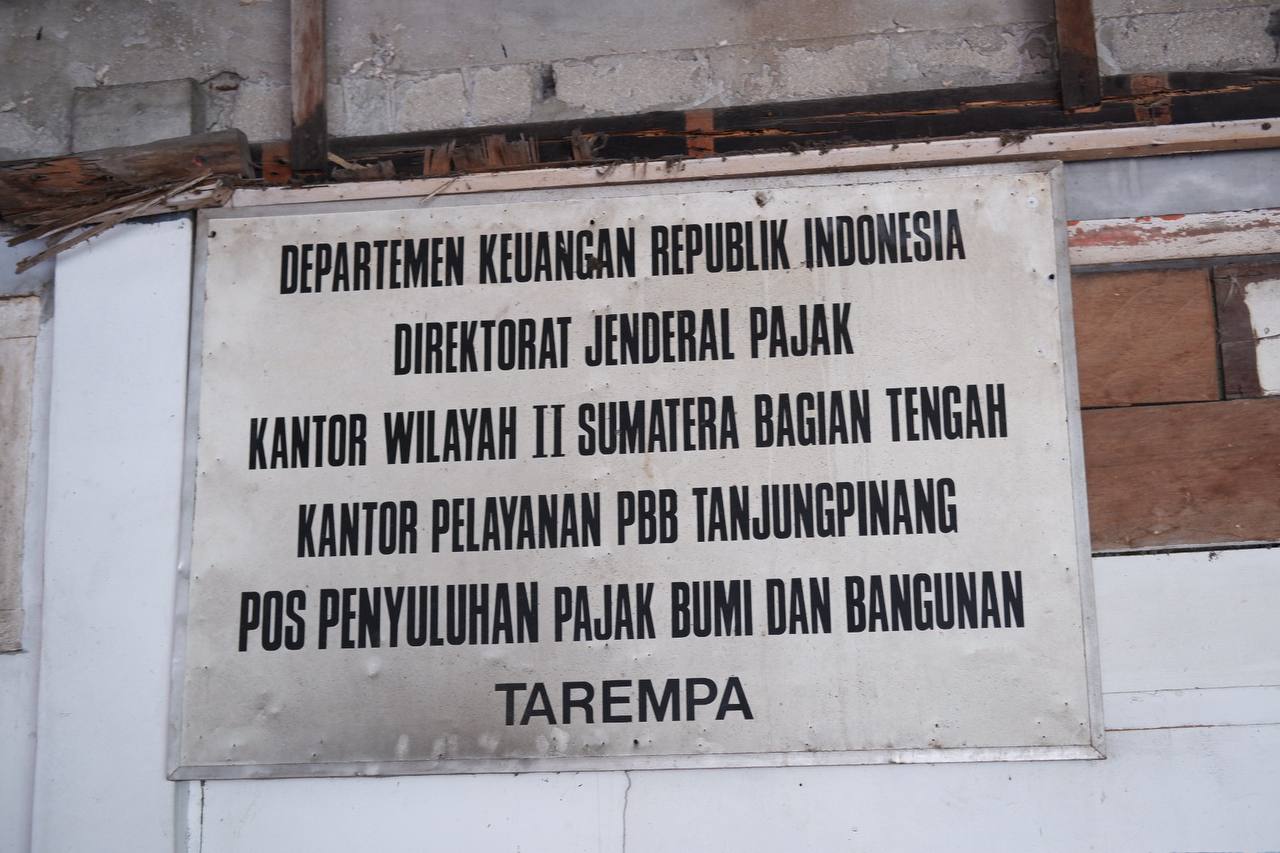 DEPARTEMEN KEUANGAN REPUBLIK INDONESIA
DIREKTORAT JENDERAL PAJAK
KANTOR WILAYAH II SUMATERA BAGIAN TENGAH
KANTOR PELAYANAN PBB TANJUNGPINANG
POS PENYULUHAN PAJAK BUMI DAN BANGUNAN
TAREMPA